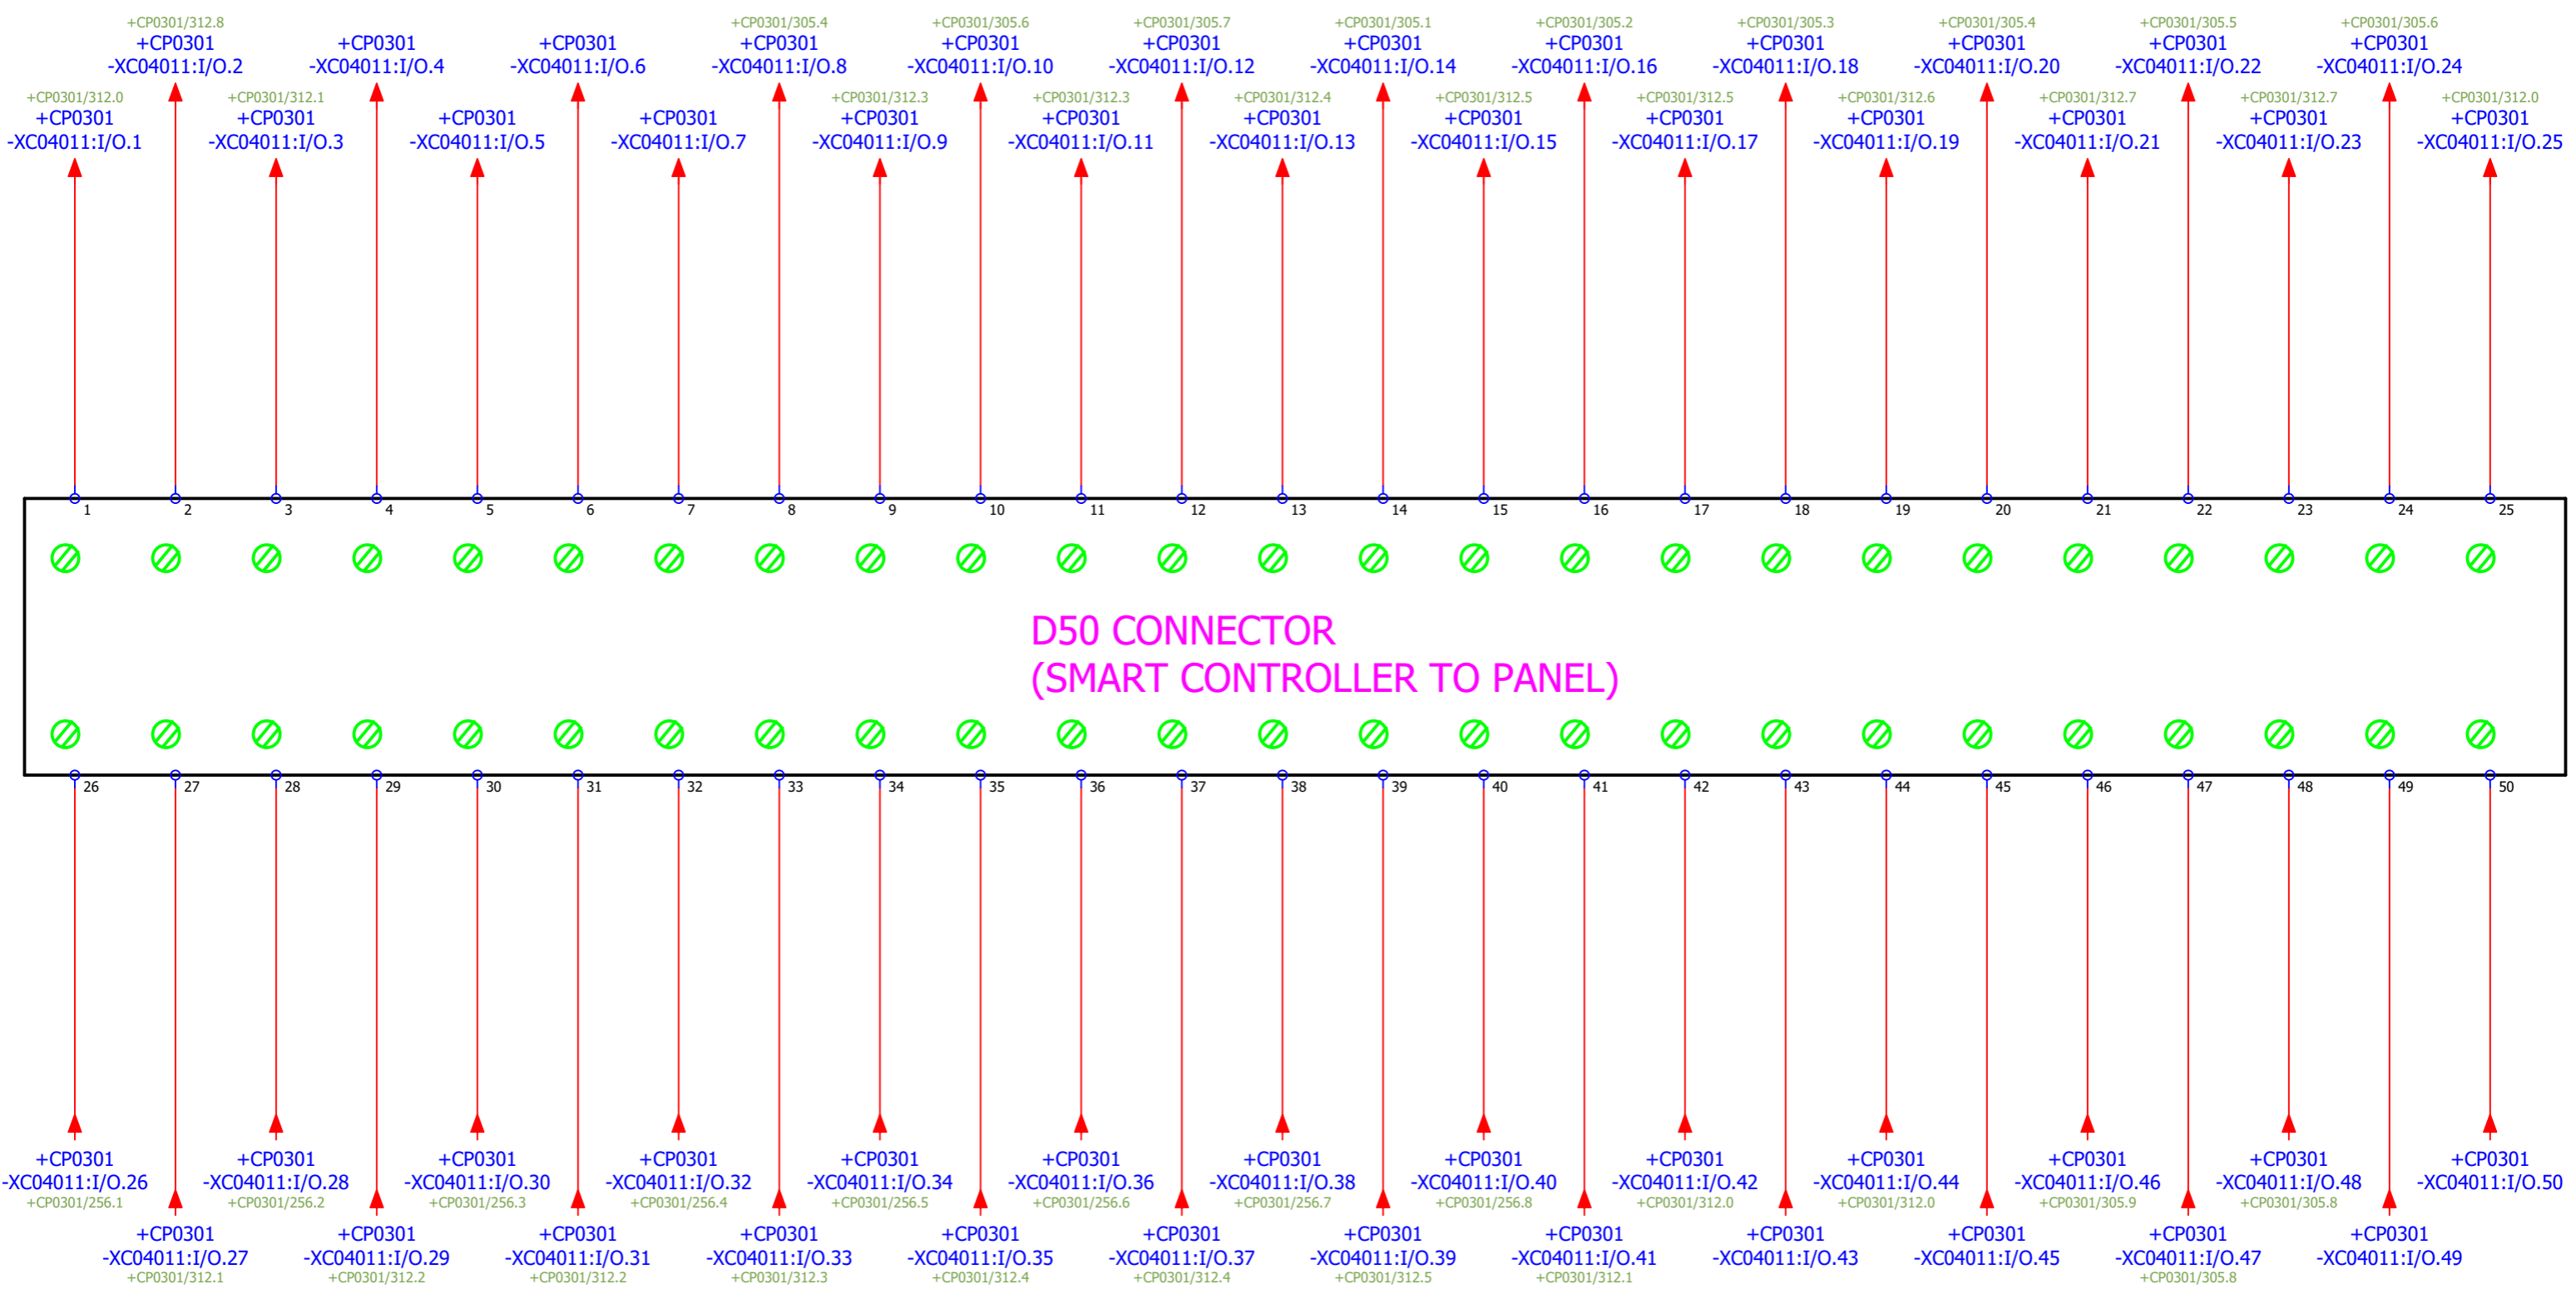 +CP0301/312.8
+CP0301
-XC04011:I/O.2
+CP0301
-XC04011:I/O.4
+CP0301
-XC04011:I/O.6
+CP0301/305.4
+CP0301
-XC04011:I/O.8
+CP0301/305.6
+CP0301
-XC04011:I/O.10
+CP0301/305.7
+CP0301
-XC04011:I/O.12
+CP0301/305.1
+CP0301
-XC04011:I/O.14
+CP0301/305.2
+CP0301
-XC04011:I/O.16
+CP0301/305.3
+CP0301
-XC04011:I/O.18
+CP0301/305.4
+CP0301
-XC04011:I/O.20
+CP0301/305.5
+CP0301
-XC04011:I/O.22
+CP0301/305.6
+CP0301
-XC04011:I/O.24
+CP0301/312.0
+CP0301
-XC04011:I/O.1
+CP0301/312.1
+CP0301
-XC04011:I/O.3
+CP0301
-XC04011:I/O.5
+CP0301
-XC04011:I/O.7
+CP0301/312.3
+CP0301
-XC04011:I/O.9
+CP0301/312.3
+CP0301
-XC04011:I/O.11
+CP0301/312.4
+CP0301
-XC04011:I/O.13
+CP0301/312.5
+CP0301
-XC04011:I/O.15
+CP0301/312.5
+CP0301
-XC04011:I/O.17
+CP0301/312.6
+CP0301
-XC04011:I/O.19
+CP0301/312.7
+CP0301
-XC04011:I/O.21
+CP0301/312.7
+CP0301
-XC04011:I/O.23
+CP0301/312.0
+CP0301
-XC04011:I/O.25
1 2 3 4 5 6 7 8 9 10 11 12 13 14 15 16 17 18 19 20 21 22 23 24 25
D50 CONNECTOR
(SMART CONTROLLER TO PANEL)
26 27 28 29 30 31 32 33 34 35 36 37 38 39 40 41 42 43 44 45 46 47 48 49 50
+CP0301
-XC04011:I/O.26
+CP0301/256.1
+CP0301
-XC04011:I/O.28
+CP0301/256.2
+CP0301
-XC04011:I/O.30
+CP0301/256.3
+CP0301
-XC04011:I/O.32
+CP0301/256.4
+CP0301
-XC04011:I/O.34
+CP0301/256.5
+CP0301
-XC04011:I/O.36
+CP0301/256.6
+CP0301
-XC04011:I/O.38
+CP0301/256.7
+CP0301
-XC04011:I/O.40
+CP0301/256.8
+CP0301
-XC04011:I/O.42
+CP0301/312.0
+CP0301
-XC04011:I/O.44
+CP0301/312.0
+CP0301
-XC04011:I/O.46
+CP0301/305.9
+CP0301
-XC04011:I/O.48
+CP0301/305.8
+CP0301
-XC04011:I/O.50
+CP0301
-XC04011:I/O.27
+CP0301/312.1
+CP0301
-XC04011:I/O.29
+CP0301/312.2
+CP0301
-XC04011:I/O.31
+CP0301/312.2
+CP0301
-XC04011:I/O.33
+CP0301/312.3
+CP0301
-XC04011:I/O.35
+CP0301/312.4
+CP0301
-XC04011:I/O.37
+CP0301/312.4
+CP0301
-XC04011:I/O.39
+CP0301/312.5
+CP0301
-XC04011:I/O.41
+CP0301/312.1
+CP0301
-XC04011:I/O.43
+CP0301
-XC04011:I/O.45
+CP0301
-XC04011:I/O.47
+CP0301/305.8
+CP0301
-XC04011:I/O.49